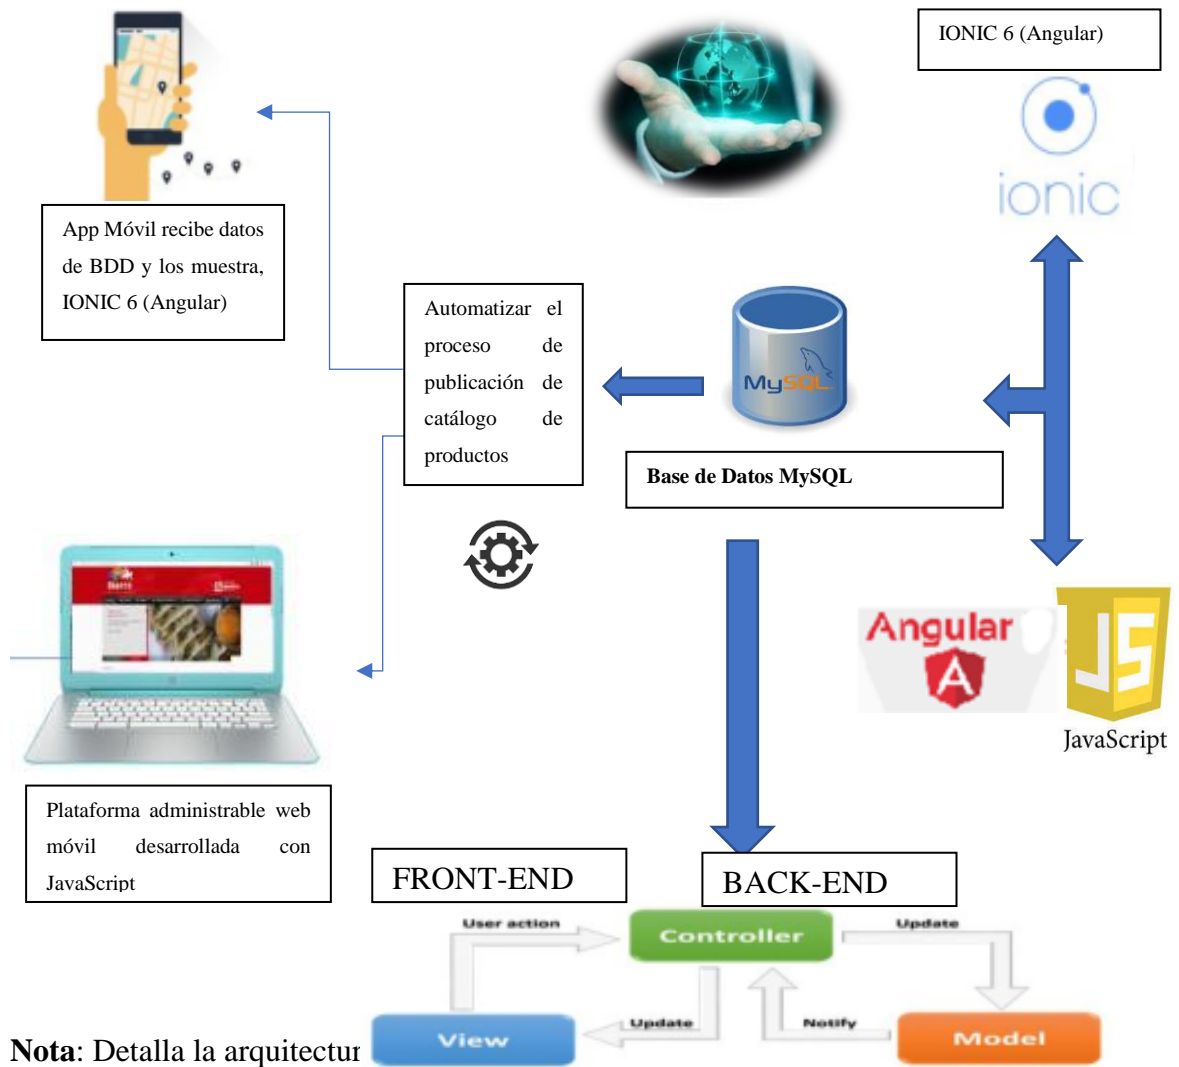 IONIC 6 (Angular)
ionic
App Móvil recibe datos
de BDD y los muestra,
IONIC 6 (Angular)
Automatizar el
proceso de
publicación de
catálogo de
productos
MySQL
Base de Datos MySQL
Angular
A
JS
JavaScript
Plataforma administrable web
móvil desarrollada con
JavaScript
FRONT-END
BACK-END
User action
Controller
Update
Update
Notify
View
Model
Nota: Detalla la arquitectur